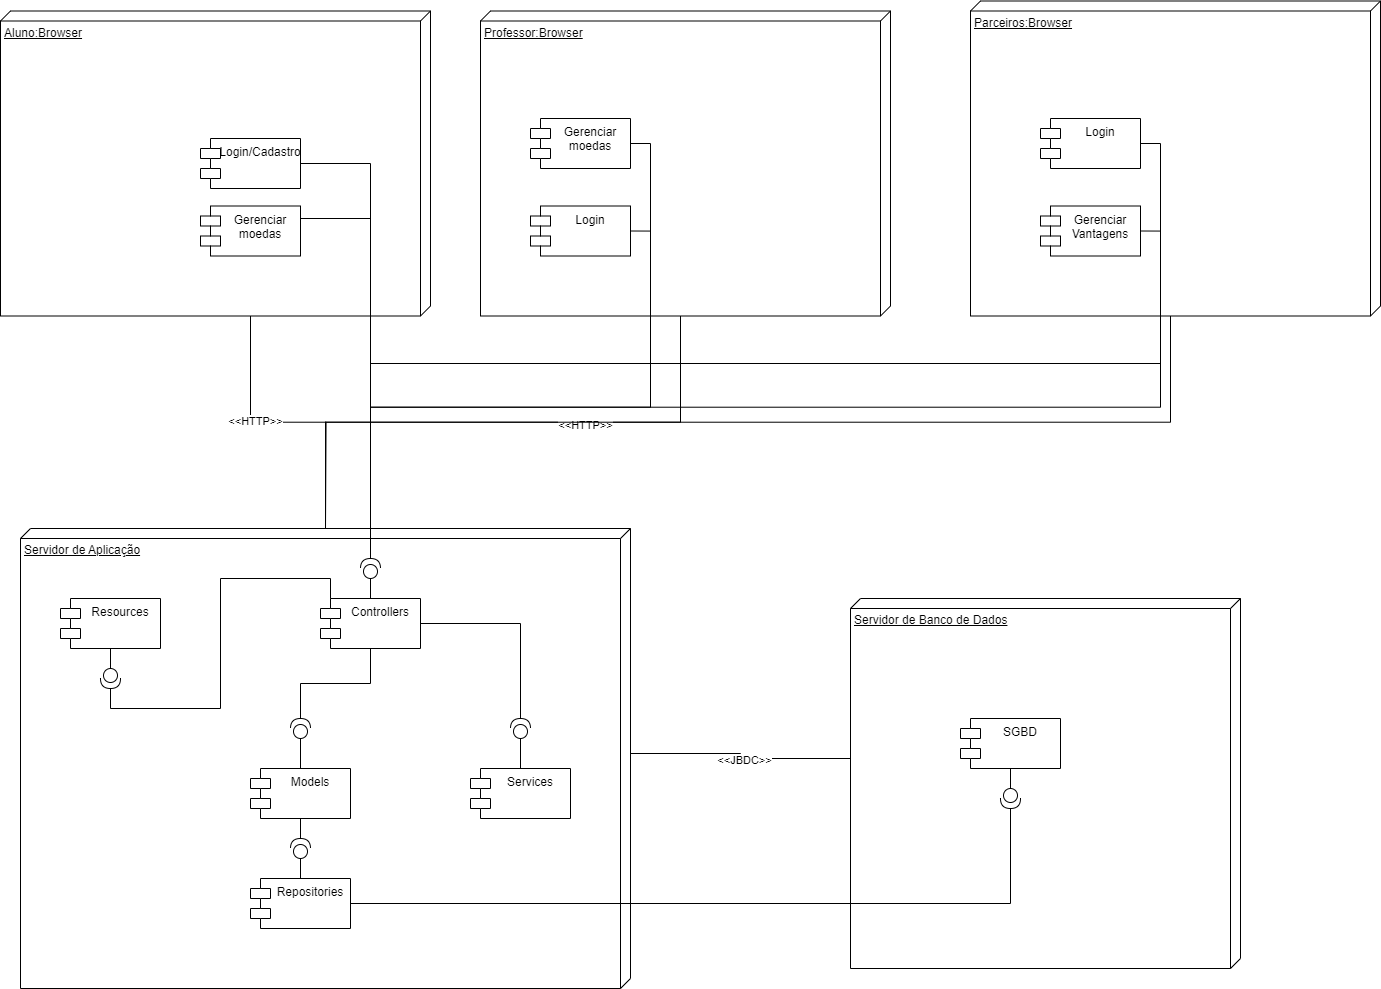 Aluno:Browser
Login/Cadastro
Gerenciar
moedas
Professor:Browser
Gerenciar
moedas
Login
Parceiros:Browser
Login
Gerenciar
Vantagens
<<HTTP>>
<<HTTP>>
Servidor de Aplicação
Resources
Controllers
Models
Services
Repositories
<<JBDC>>
Servidor de Banco de Dados
SGBD